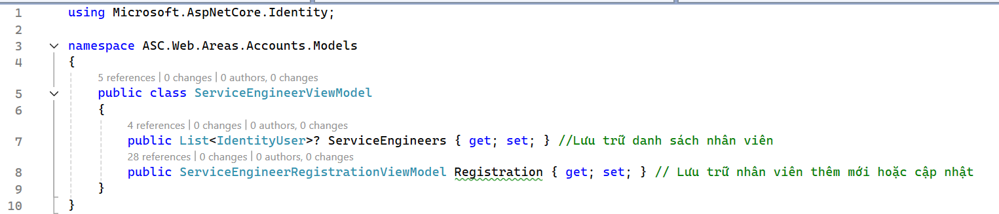 1 using Microsoft.AspNetCore.Identity;
2
3 namespace ASC.Web.Areas.Accounts.Models
4 {
5 references | 0 changes | 0 authors, 0 changes
5 public class ServiceEngineerViewModel
6 {
4 references | 0 changes | 0 authors, 0 changes
7 public List<IdentityUser>? ServiceEngineers { get; set; } //Lưu trữ danh sách nhân viên
28 references | 0 changes | 0 authors, 0 changes
8 public ServiceEngineerRegistrationViewModel Registration { get; set; } // Lưu trữ nhân viên thêm mới hoặc cập nhật
9 }
10 }